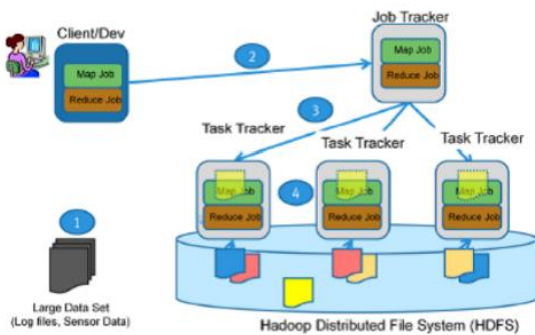 Client/Dev
Map Job
Reduce Job
2
Job Tracker
Map Job
Reduce Job
3
Task Tracker
Task Tracker
Task Tracker
Map Job
Reduce Job
4
Map Job
Reduce Job
Map Job
Reduce Job
1
Large Data Set
(Log files, Sensor Data)
Hadoop Distributed File System (HDFS)